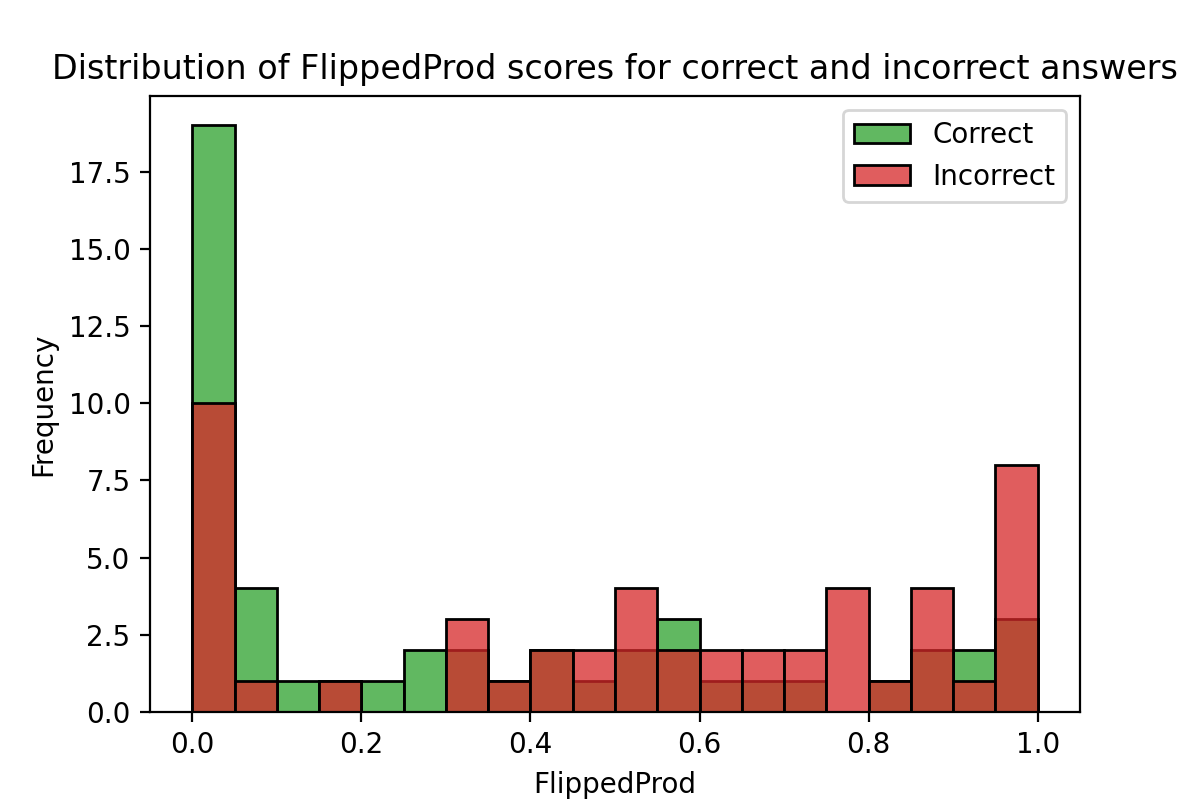 Distribution of FlippedProd scores for correct and incorrect answers
Correct
Incorrect
17.5
15.0
12.5
10.0
7.5
5.0
2.5
0.0
Frequency
0.0 0.2 0.4 0.6 0.8 1.0
FlippedProd